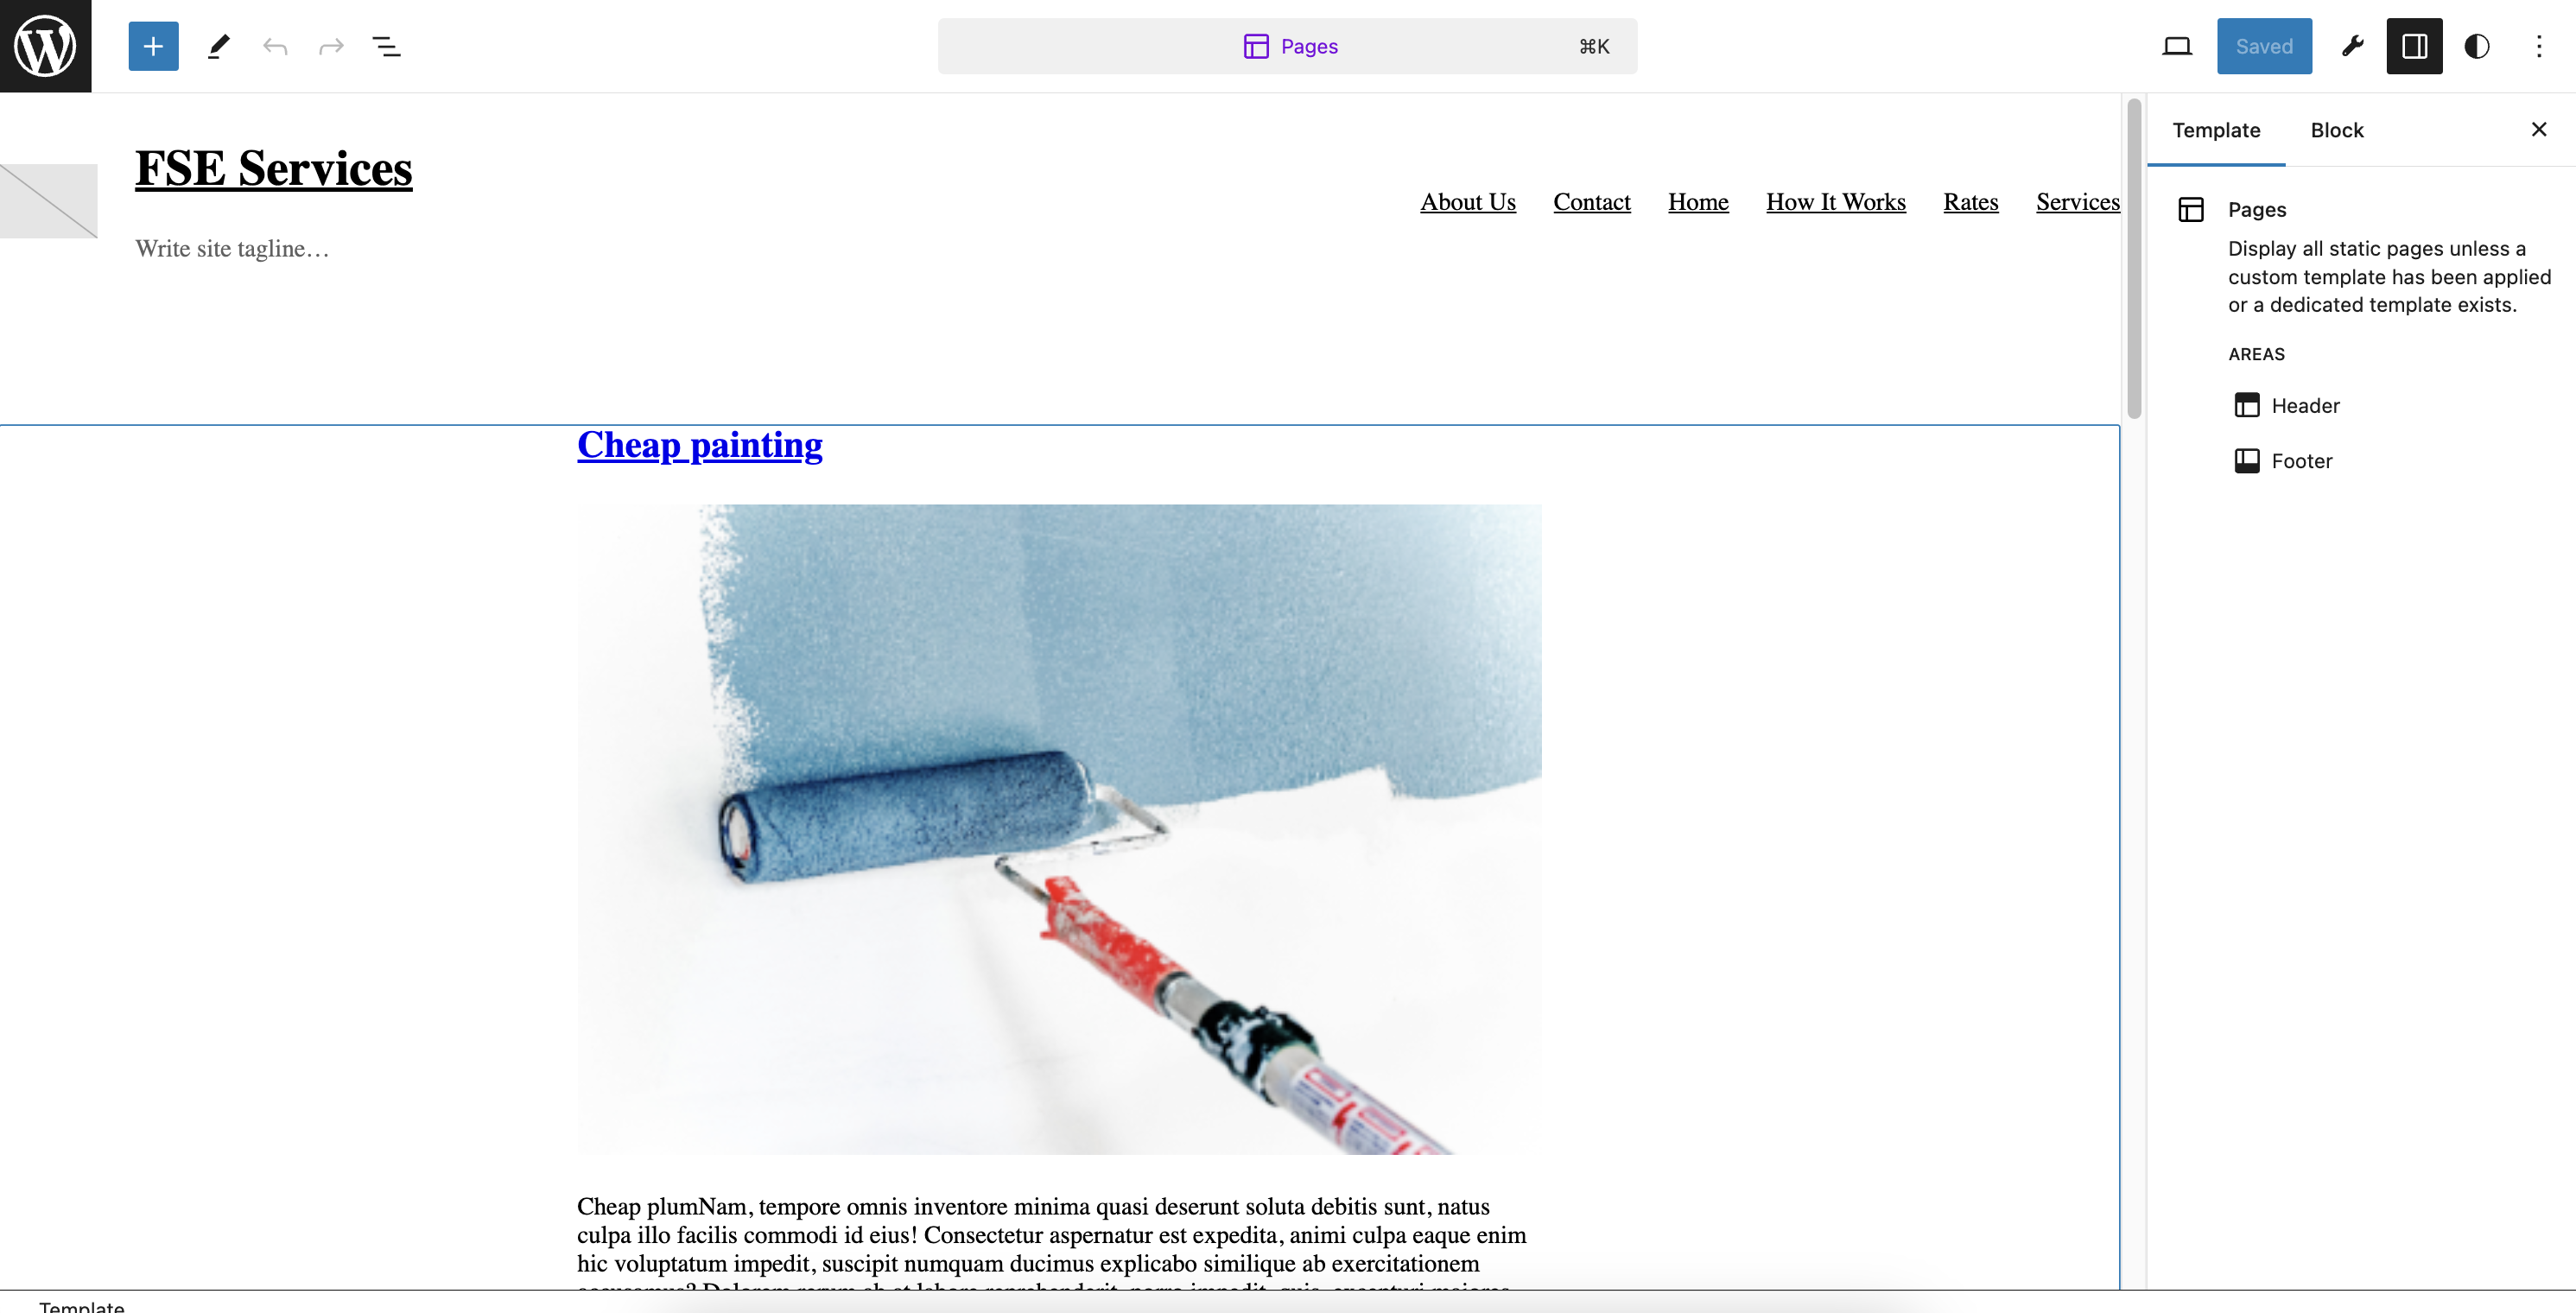 Pages
⌘K
Saved
FSE Services
Write site tagline…
About Us Contact Home How It Works Rates Services
Cheap painting
Cheap plumNam, tempore omnis inventore minima quasi deserunt soluta debitis sunt, natus
culpa illo facilis commodi id eius! Consectetur aspernatur est expedita, animi culpa eaque enim
hic voluptatum impedit, suscipit numquam ducimus explicabo similique ab exercitationem
Template
Template Block
Pages
Display all static pages unless a
custom template has been applied
or a dedicated template exists.
AREAS
Header
Footer